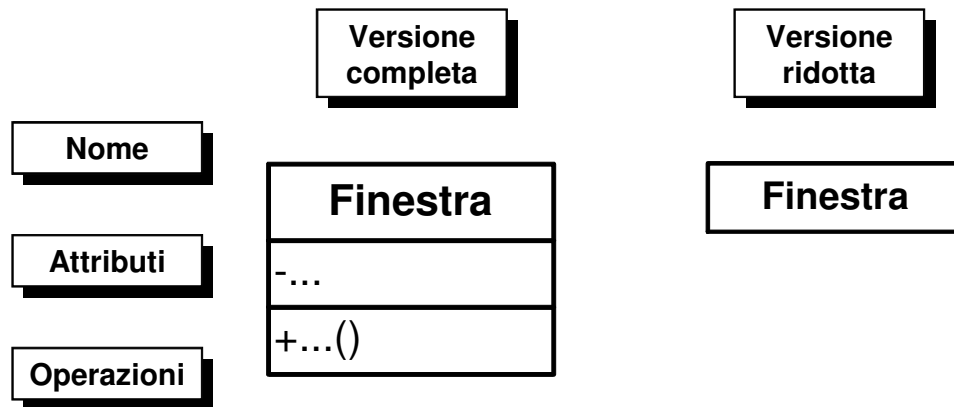 Versione
completa
Versione
ridotta
Nome
Finestra
Finestra
Attributi
-...
+...()
Operazioni